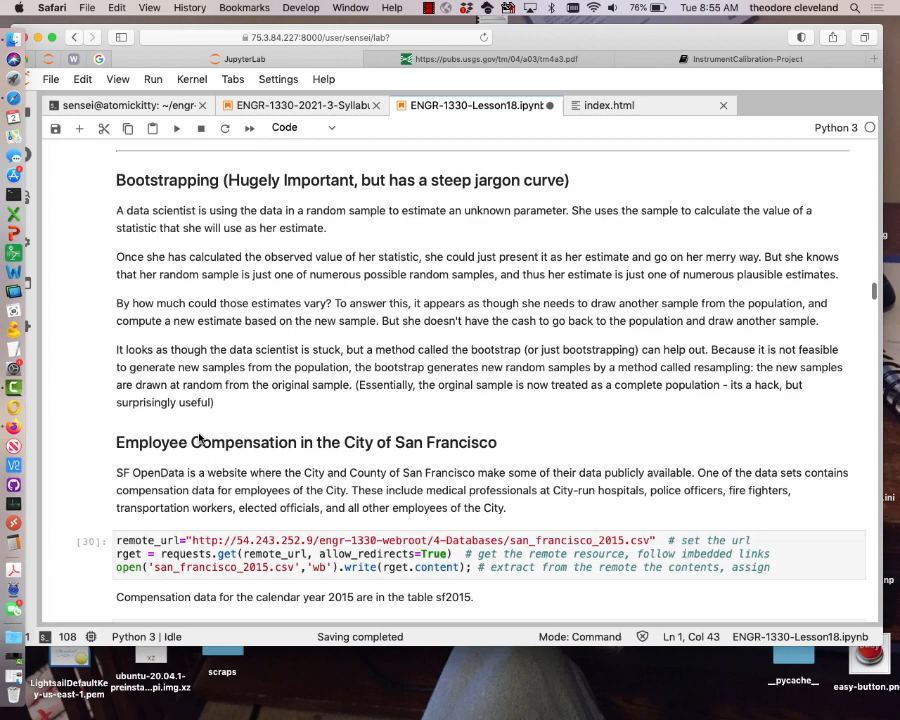 Safari File Edit View History Bookmarks Develop Window Help 76% Tue 8:55 AM theodore cleveland
75.3.84.227:8000/user/sensei/lab?
W G JupyterLab https://pubs.usgs.gov/tm/04/a03/tm4a3.pdf InstrumentCalibration-Project
File Edit View Run Kernel Tabs Settings Help
sensei@atomickitty: ~/engr- ENGR-1330-2021-3-Syllabu ENGR-1330-Lesson18.ipynb index.html
Code Python 3
Bootstrapping (Hugely Important, but has a steep jargon curve)
A data scientist is using the data in a random sample to estimate an unknown parameter. She uses the sample to calculate the value of a
statistic that she will use as her estimate.
Once she has calculated the observed value of her statistic, she could just present it as her estimate and go on her merry way. But she knows
that her random sample is just one of numerous possible random samples, and thus her estimate is just one of numerous plausible estimates.
By how much could those estimates vary? To answer this, it appears as though she needs to draw another sample from the population, and
compute a new estimate based on the new sample. But she doesn't have the cash to go back to the population and draw another sample.
It looks as though the data scientist is stuck, but a method called the bootstrap (or just bootstrapping) can help out. Because it is not feasible
to generate new samples from the population, the bootstrap generates new random samples by a method called resampling: the new samples
are drawn at random from the original sample. (Essentially, the orginal sample is now treated as a complete population - its a hack, but
surprisingly useful)
Employee Compensation in the City of San Francisco
SF OpenData is a website where the City and County of San Francisco make some of their data publicly available. One of the data sets contains
compensation data for employees of the City. These include medical professionals at City-run hospitals, police officers, fire fighters,
transportation workers, elected officials, and all other employees of the City.
[30]: remote_url="http://54.243.252.9/engr-1330-webroot/4-Databases/san_francisco_2015.csv" # set the url
rget = requests.get(remote_url, allow_redirects=True) # get the remote resource, follow imbedded links
open('san_francisco_2015.csv','wb').write(rget.content); # extract from the remote the contents, assign
Compensation data for the calendar year 2015 are in the table sf2015.
1 108 Python 3 | Idle Saving completed Mode: Command Ln 1, Col 43 ENGR-1330-Lesson18.ipynb
LightsailDefaultKe
y-us-east-1.pem
ubuntu-20.04.1-
preinsta...pi.img.xz
scraps
__pycache__
easy-button.pn